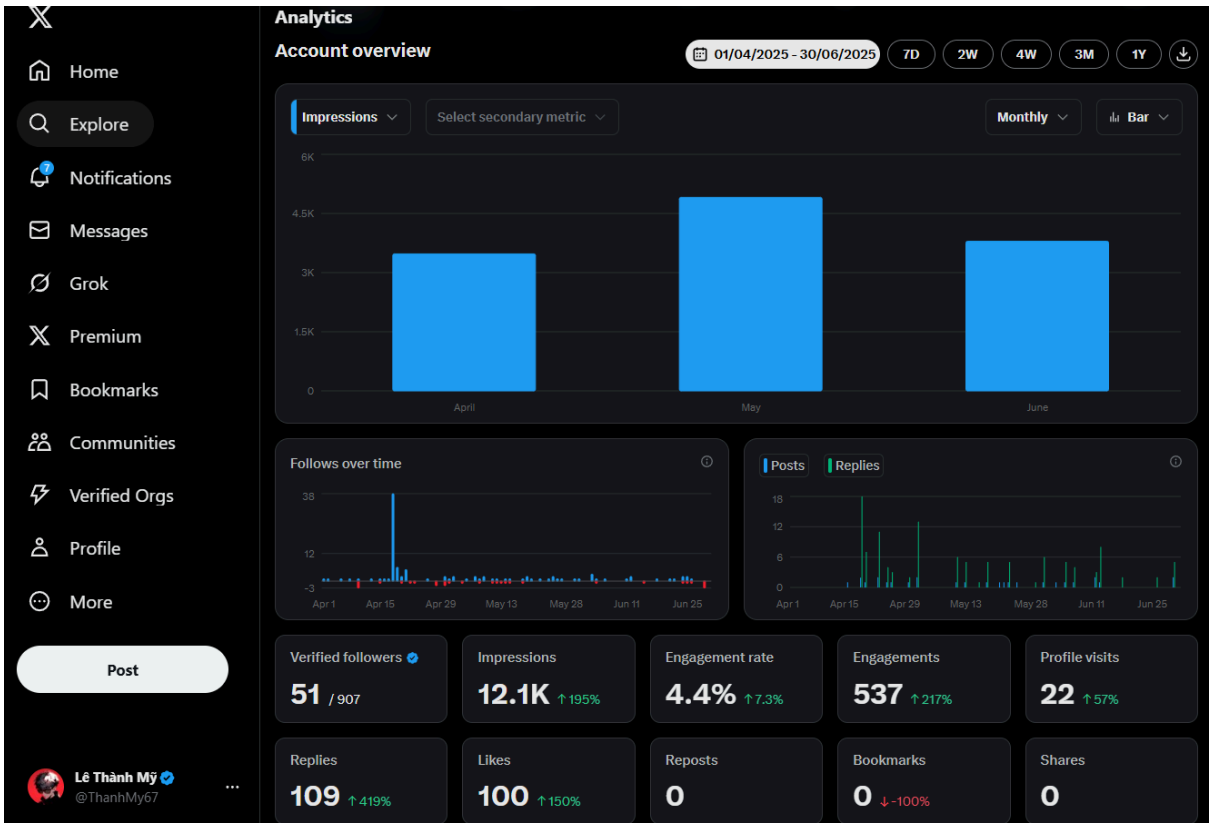 Analytics
Account overview
01/04/2025 - 30/06/2025 7D 2W 4W 3M 1Y
Home
Explore
7
Notifications
Messages
Grok
Premium
Bookmarks
Communities
Verified Orgs
Profile
More
Post
Lê Thành Mỹ
@ThanhMy67
Impressions Select secondary metric Monthly Bar
6K
4.5K
3K
1.5K
0
April May June
Follows over time
38
12
-3
Apr 1 Apr 15 Apr 29 May 13 May 28 Jun 11 Jun 25
Posts Replies
18
12
6
0
Apr 1 Apr 15 Apr 29 May 13 May 28 Jun 11 Jun 25
Verified followers Impressions Engagement rate Engagements Profile visits
51 / 907 12.1K ↑195% 4.4% ↑7.3% 537 ↑217% 22 ↑57%
Replies Likes Reposts Bookmarks Shares
109 ↑419% 100 ↑150% 0 0 ↓-100% 0